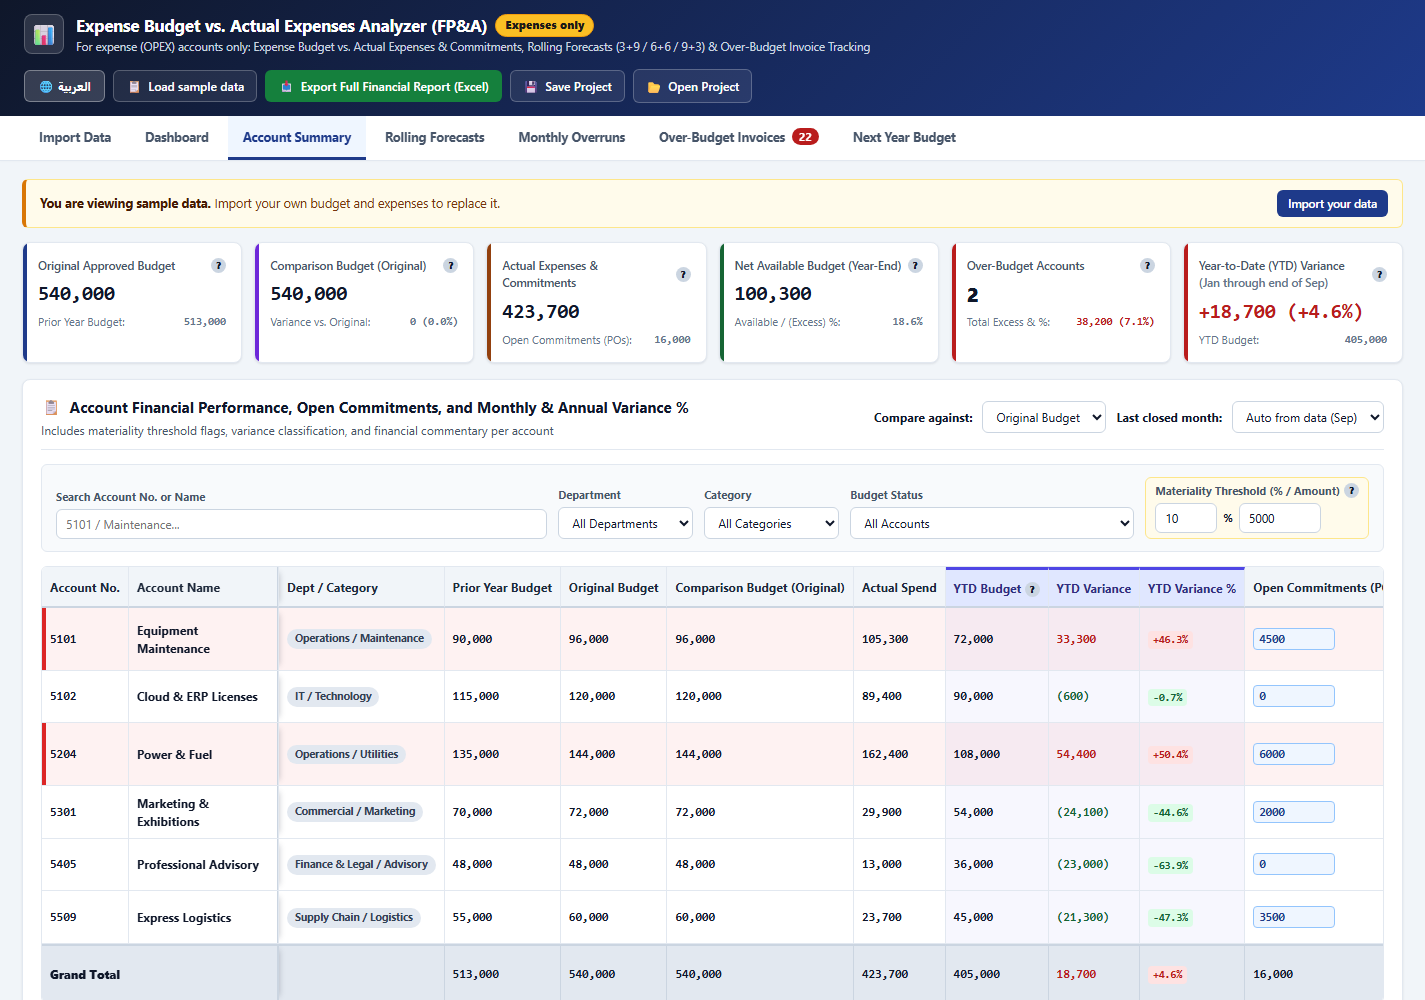 Expense Budget vs. Actual Expenses Analyzer (FP&A) Expenses only
For expense (OPEX) accounts only: Expense Budget vs. Actual Expenses & Commitments, Rolling Forecasts (3+9 / 6+6 / 9+3) & Over-Budget Invoice Tracking
العربية Load sample data Export Full Financial Report (Excel) Save Project Open Project
Import Data Dashboard Account Summary Rolling Forecasts Monthly Overruns Over-Budget Invoices 22 Next Year Budget
You are viewing sample data. Import your own budget and expenses to replace it. Import your data
Original Approved Budget ?
540,000
Prior Year Budget: 513,000
Comparison Budget (Original) ?
540,000
Variance vs. Original: 0 (0.0%)
Actual Expenses &
Commitments ?
423,700
Open Commitments (POs): 16,000
Net Available Budget (Year-End) ?
100,300
Available / (Excess) %: 18.6%
Over-Budget Accounts ?
2
Total Excess & %: 38,200 (7.1%)
Year-to-Date (YTD) Variance
(Jan through end of Sep) ?
+18,700 (+4.6%)
YTD Budget: 405,000
Account Financial Performance, Open Commitments, and Monthly & Annual Variance %
Includes materiality threshold flags, variance classification, and financial commentary per account
Compare against: Original Budget Last closed month: Auto from data (Sep)
Search Account No. or Name Department Category Budget Status Materiality Threshold (% / Amount) ?
5101 / Maintenance... All Departments All Categories All Accounts 10 % 5000
Account No. Account Name Dept / Category Prior Year Budget Original Budget Comparison Budget (Original) Actual Spend YTD Budget ? YTD Variance YTD Variance % Open Commitments (P
5101 Equipment Maintenance Operations / Maintenance 90,000 96,000 96,000 105,300 72,000 33,300 +46.3% 4500
5102 Cloud & ERP Licenses IT / Technology 115,000 120,000 120,000 89,400 90,000 (600) -0.7% 0
5204 Power & Fuel Operations / Utilities 135,000 144,000 144,000 162,400 108,000 54,400 +50.4% 6000
5301 Marketing & Exhibitions Commercial / Marketing 70,000 72,000 72,000 29,900 54,000 (24,100) -44.6% 2000
5405 Professional Advisory Finance & Legal / Advisory 48,000 48,000 48,000 13,000 36,000 (23,000) -63.9% 0
5509 Express Logistics Supply Chain / Logistics 55,000 60,000 60,000 23,700 45,000 (21,300) -47.3% 3500
Grand Total 513,000 540,000 540,000 423,700 405,000 18,700 +4.6% 16,000